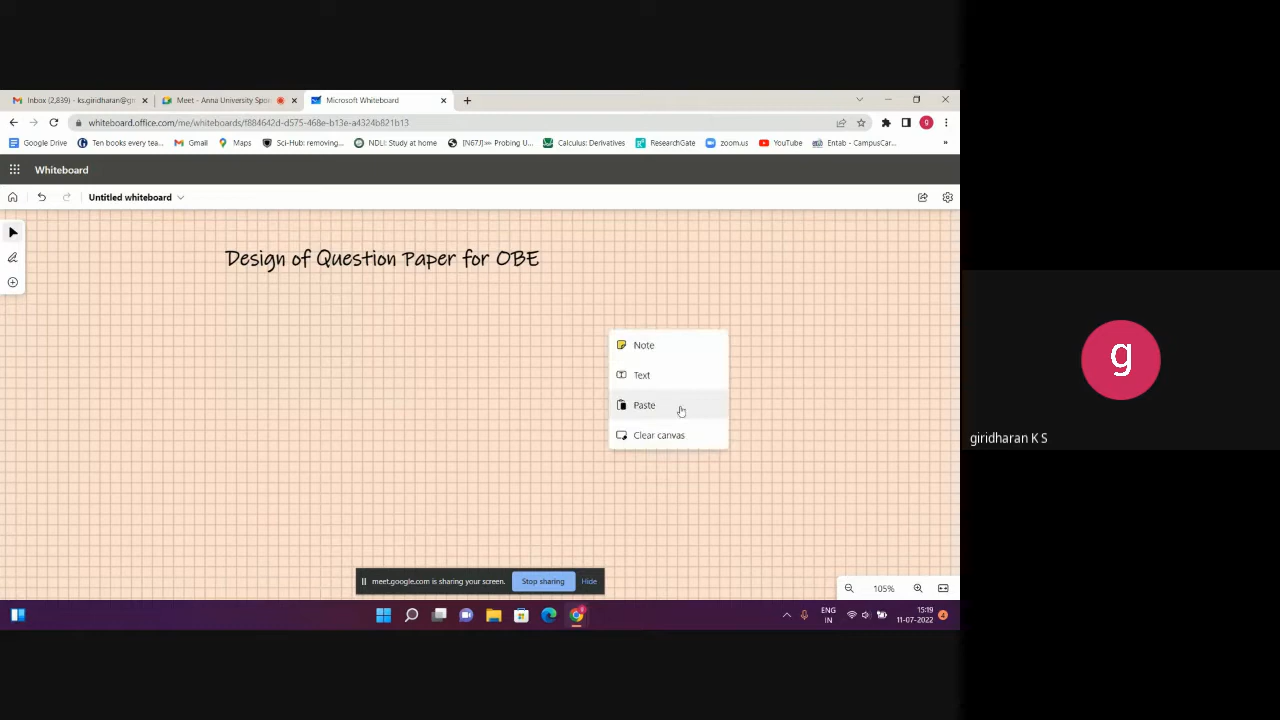 Inbox (2,839) - ks.giridharan@gm
Meet - Anna University Spon
Microsoft Whiteboard
whiteboard.office.com/me/whiteboards/f884642d-d575-468e-b13e-a4324b821b13
Google Drive
Ten books every tea...
Gmail
Maps
Sci-Hub: removing...
NDLI: Study at home
[N67J]>> Probing U...
Calculus: Derivatives
ResearchGate
zoom.us
YouTube
Entab - CampusCar...
»
Whiteboard
Untitled whiteboard
Design of Question Paper for OBE
Note
Text
Paste
Clear canvas
g
giridharan K S
meet.google.com is sharing your screen.
Stop sharing
Hide
105%
ENG
IN
15:19
11-07-2022
4